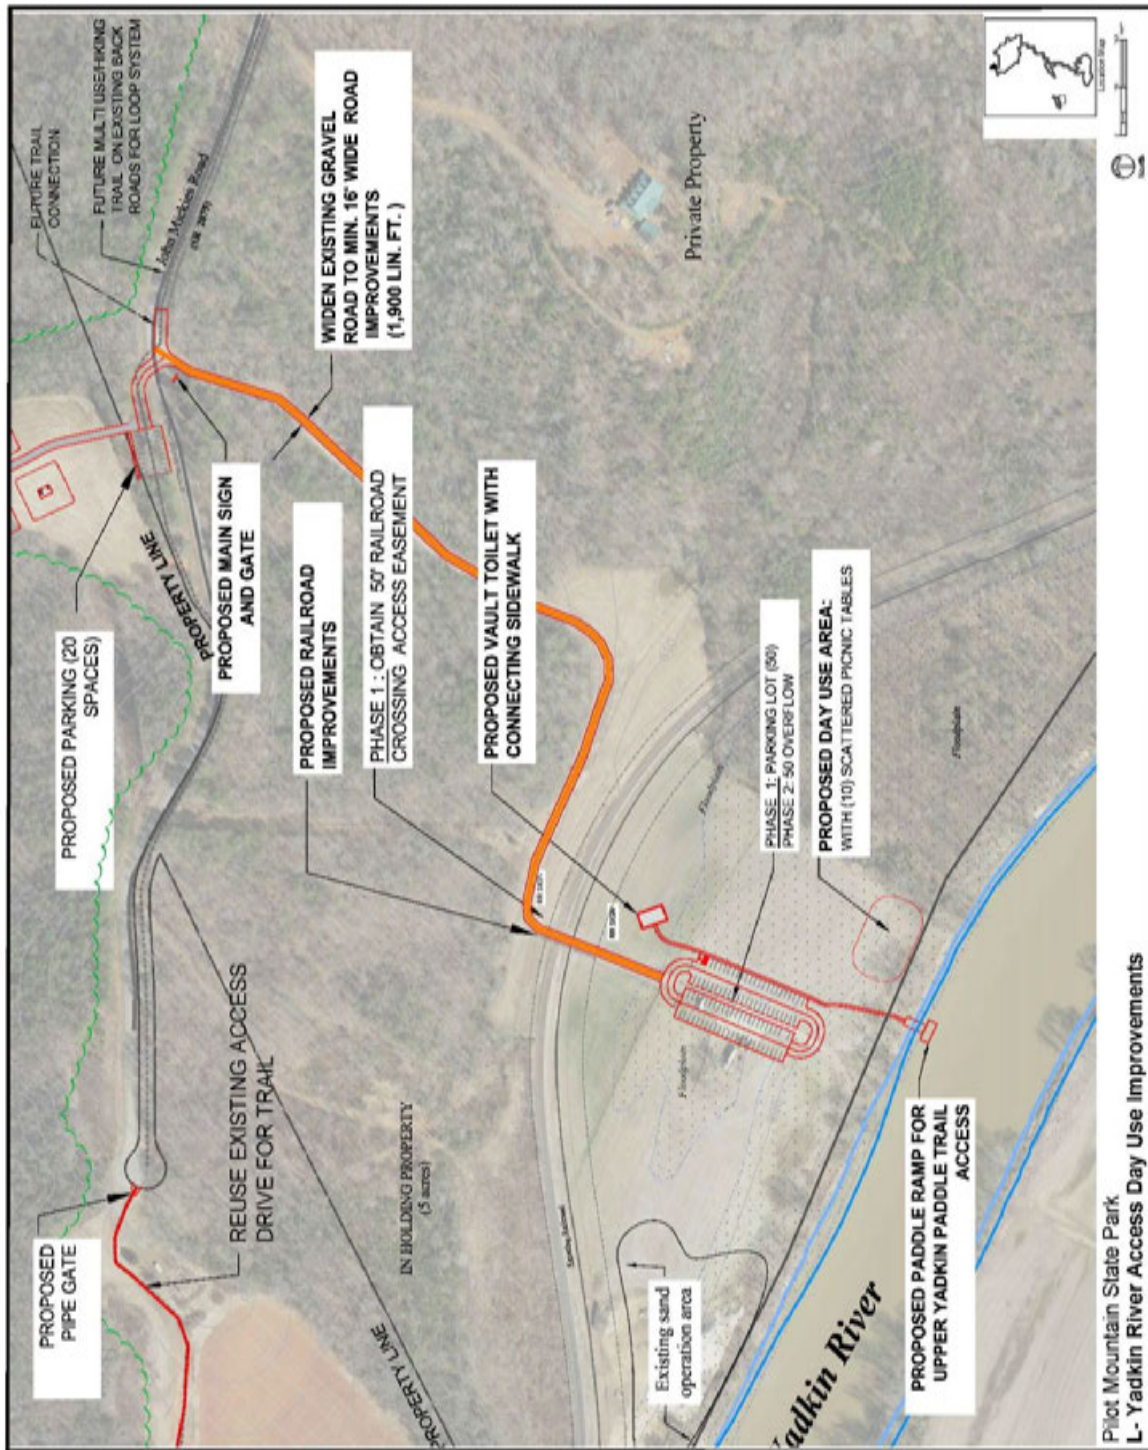 FUTURE TRAIL
CONNECTION
FUTURE MULTI USE/HIKING
TRAIL ON EXISTING BACK
ROADS FOR LOOP SYSTEM
WIDEN EXISTING GRAVEL
ROAD TO MIN. 16' WIDE ROAD
IMPROVEMENTS
(1,900 LIN. FT. )
Private Property
Location Map
PROPERTY LINE
PROPOSED MAIN SIGN
AND GATE
PROPOSED PARKING (20
SPACES)
PROPOSED RAILROAD
IMPROVEMENTS
PHASE 1 : OBTAIN 50' RAILROAD
CROSSING ACCESS EASEMENT
PROPOSED VAULT TOILET WITH
CONNECTING SIDEWALK
PHASE 1: PARKING LOT (50)
PHASE 2: 50 OVERFLOW
PROPOSED DAY USE AREA:
WITH (10) SCATTERED PICNIC TABLES
Floodplain
Floodplain
Floodplain
PROPOSED
PIPE GATE
REUSE EXISTING ACCESS
DRIVE FOR TRAIL
IN HOLDING PROPERTY
(5 acres)
PROPERTY LINE
Existing sand
operation area
Yadkin River
PROPOSED PADDLE RAMP FOR
UPPER YADKIN PADDLE TRAIL
ACCESS
Pilot Mountain State Park
L - Yadkin River Access Day Use Improvements